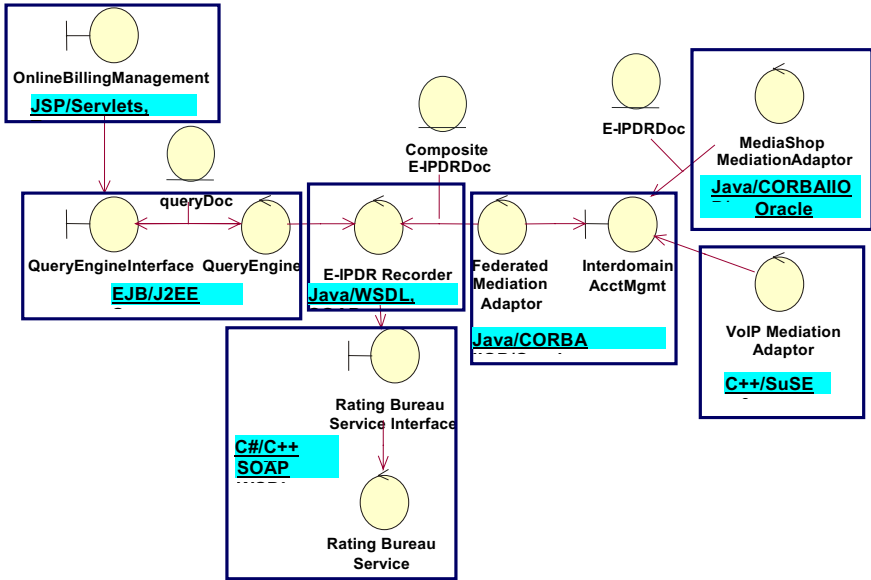 OnlineBillingManagement
JSP/Servlets,
queryDoc
Composite
E-IPDRDoc
E-IPDRDoc
MediaShop
MediationAdaptor
Java/CORBAIIO
Oracle
QueryEngineInterface
QueryEngine
EJB/J2EE
E-IPDR Recorder
Java/WSDL,
Federated
Mediation
Adaptor
Interdomain
AcctMgmt
Java/CORBA
VoIP Mediation
Adaptor
C++/SuSE
Rating Bureau
Service Interface
C#/C++
SOAP
Rating Bureau
Service